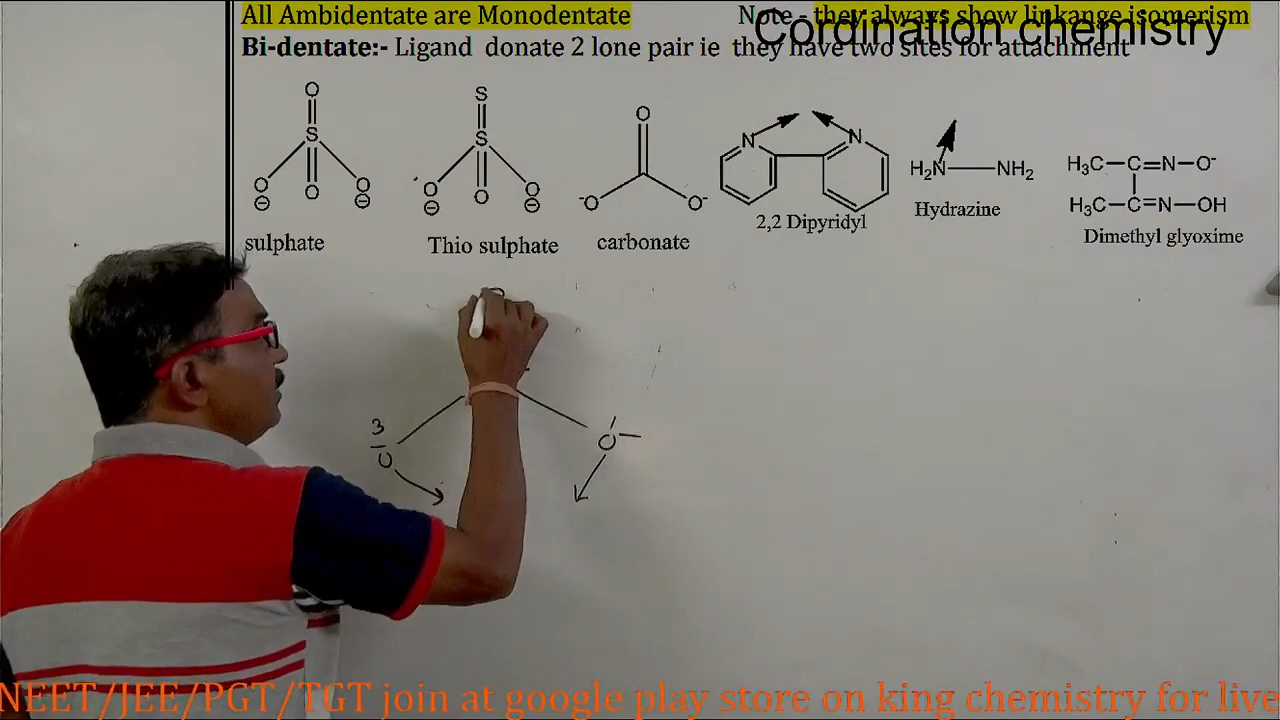 All Ambidentate are Monodentate Note - they always show linkange isomerism
Cordination chemistry
Bi-dentate:- Ligand donate 2 lone pair ie they have two sites for attachment
O
S
O O
O
sulphate
S
S
O O
O
Thio sulphate
O
-O O-
carbonate
N N
2,2 Dipyridyl
H2N NH2
Hydrazine
H3C C=N O-
H3C C=N OH
Dimethyl glyoxime
3
O O
NEET/JEE/PGT/TGT join at google play store on king chemistry for live